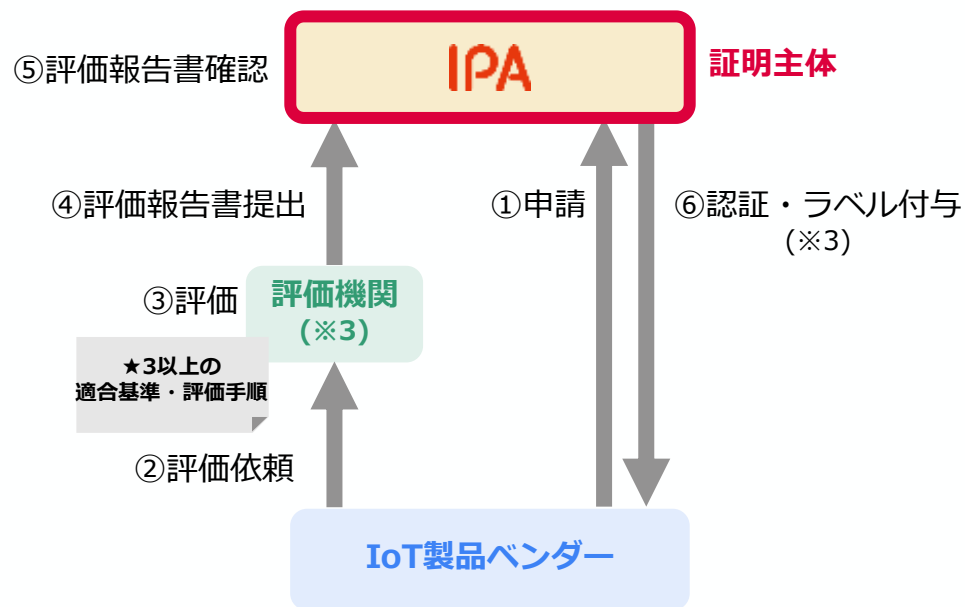 ⑤評価報告書確認
IPA
証明主体
④評価報告書提出
①申請
⑥認証・ラベル付与
(※3)
③評価
評価機関
(※3)
★3以上の
適合基準・評価手順
②評価依頼
IoT製品ベンダー